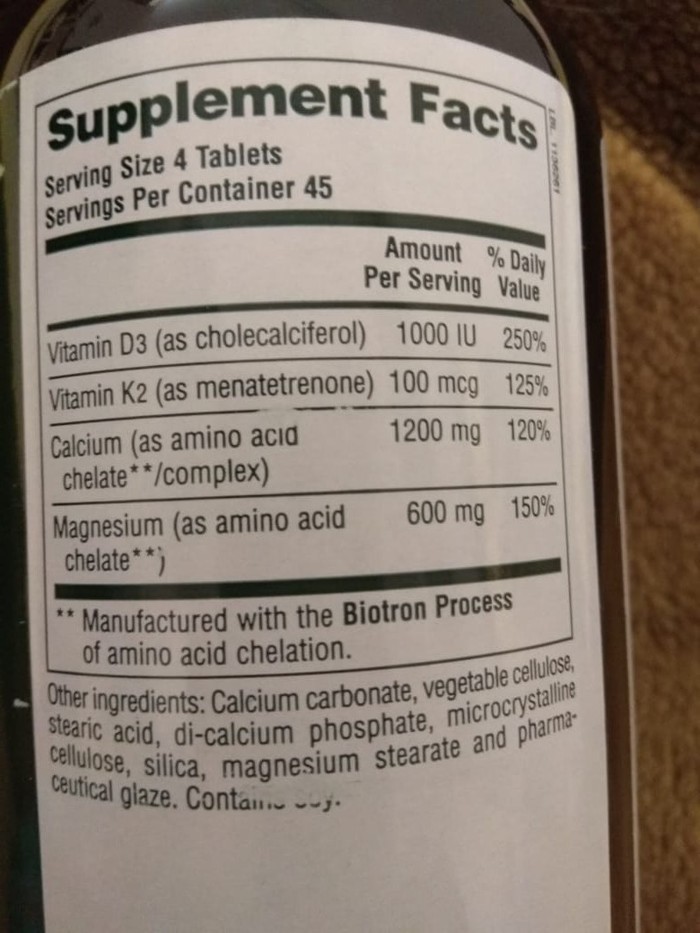 Supplement Facts
Serving Size 4 Tablets
Servings Per Container 45
Amount Per Serving % Daily Value
Vitamin D3 (as cholecalciferol) 1000 IU 250%
Vitamin K2 (as menatetrenone) 100 mcg 125%
Calcium (as amino acid 1200 mg 120%
chelate**/complex)
Magnesium (as amino acid 600 mg 150%
chelate**)
** Manufactured with the Biotron Process
of amino acid chelation.
Other ingredients: Calcium carbonate, vegetable cellulose,
stearic acid, di-calcium phosphate, microcrystalline
cellulose, silica, magnesium stearate and pharma-
ceutical glaze.